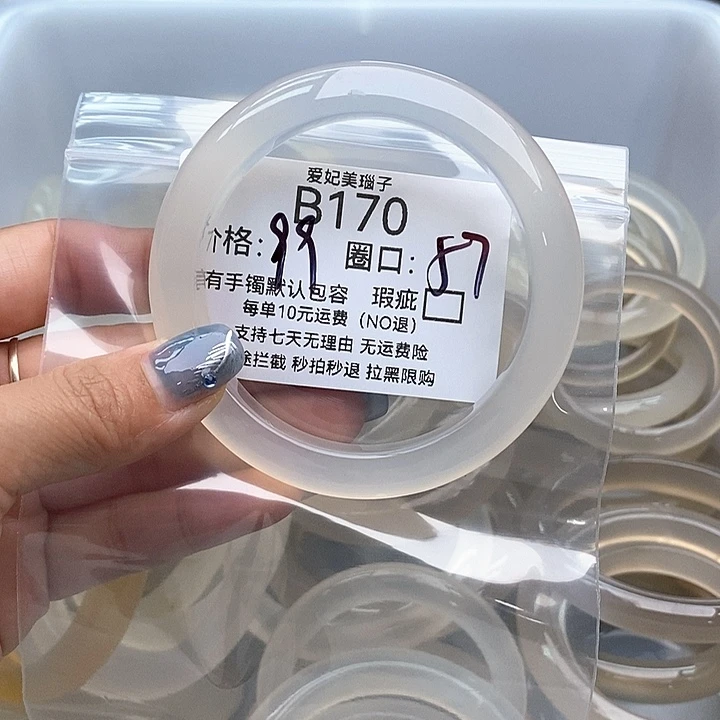 爱妃美瑙子
B170
价格:99 圈口:57
有手镯默认包容 瑕疵
每单10元运费（NO退）
支持七天无理由 无运费险
途拦截 秒拍秒退 拉黑限购